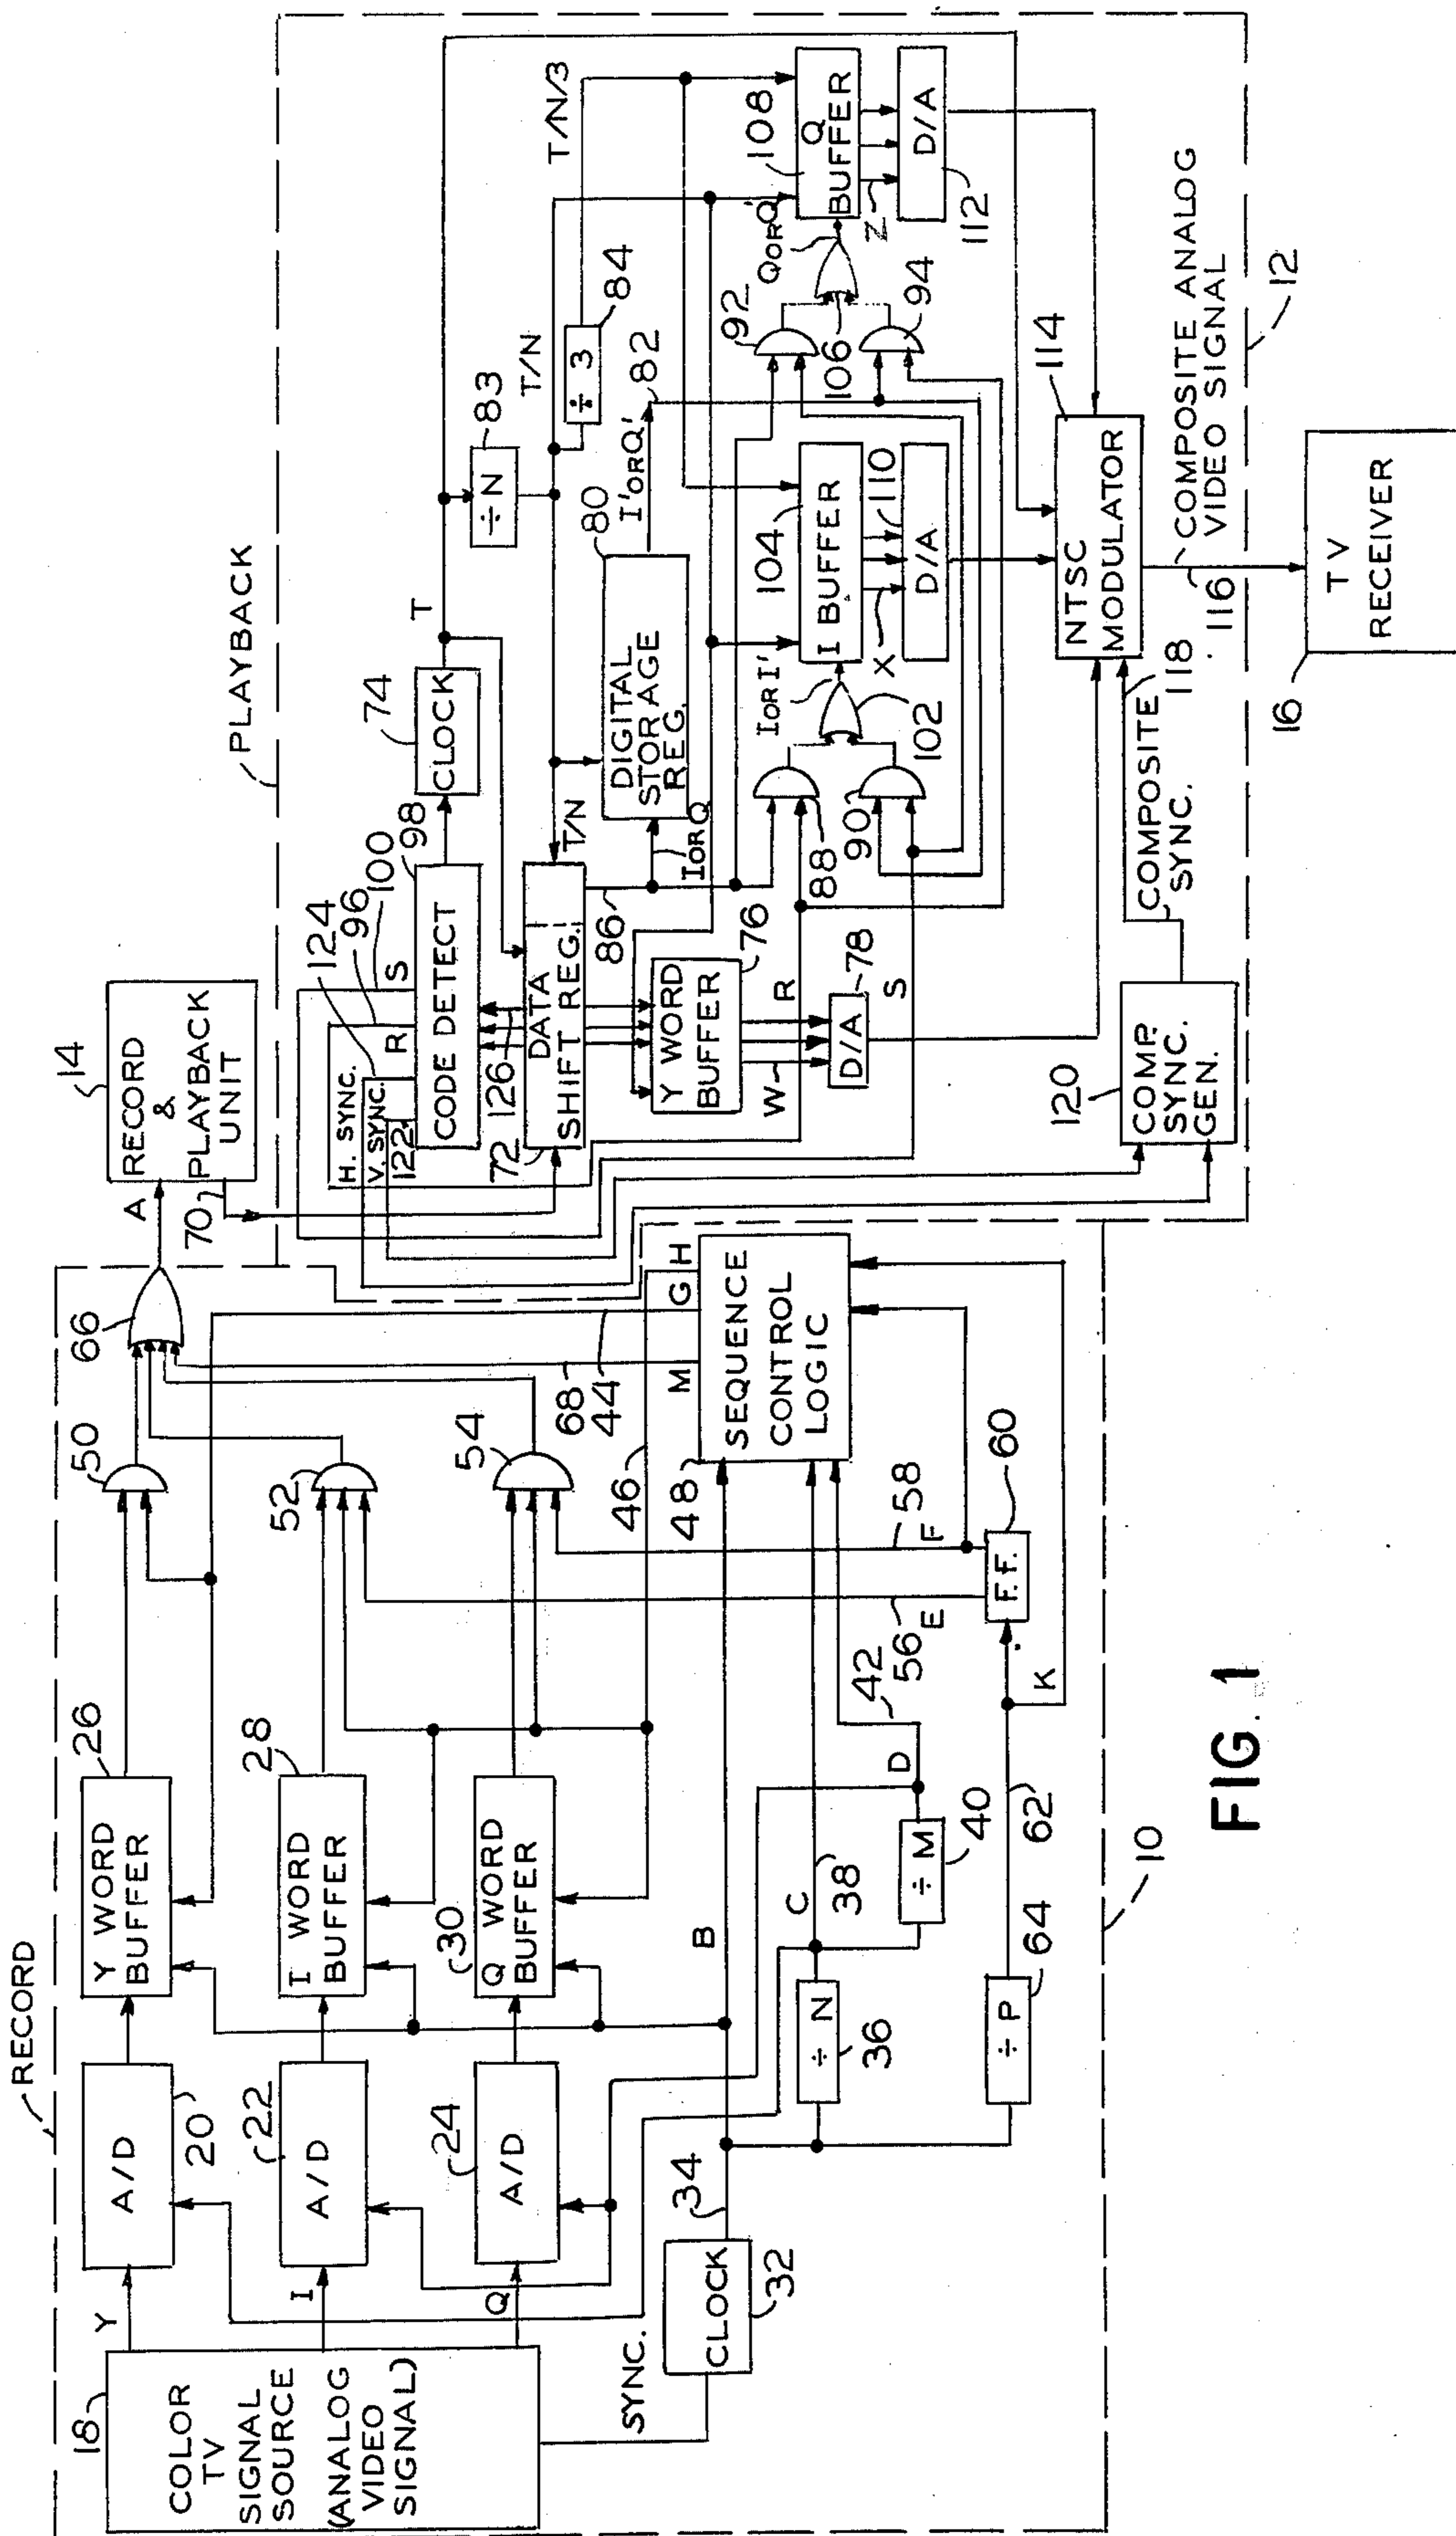 RECORD
18
COLOR
TV
SIGNAL
SOURCE
(ANALOG
VIDEO
SIGNAL)
Y
I
Q
SYNC.
A/D
20
A/D
22
A/D
24
CLOCK
32
34
Y WORD
BUFFER
26
I WORD
BUFFER
28
Q WORD
BUFFER
30
÷ N
36
C
38
÷ M
40
D
42
÷ P
64
62
K
B
F.F.
60
E
56
F
58
46
50
52
54
66
68
44
M
G
H
48
SEQUENCE
CONTROL
LOGIC
10
A
14
RECORD
&
PLAYBACK
UNIT
70
PLAYBACK
H. SYNC.
V. SYNC.
122
124
96
100
98
R
S
CODE DETECT
126
72
DATA
SHIFT REG.
T/N
86
CLOCK
74
T
÷ N
83
T/N
÷ 3
84
T/N/3
DIGITAL
STORAGE
REG.
80
I OR Q
I' OR Q'
82
Y WORD
BUFFER
76
W
D/A
78
R
S
88
90
102
I OR I'
I BUFFER
104
X
110
D/A
92
94
106
Q OR Q'
Q
BUFFER
108
Z
D/A
112
NTSC
MODULATOR
114
COMPOSITE
SYNC.
118
COMP.
SYNC.
GEN.
120
116
COMPOSITE ANALOG
VIDEO SIGNAL
12
TV
RECEIVER
16
FIG. 1